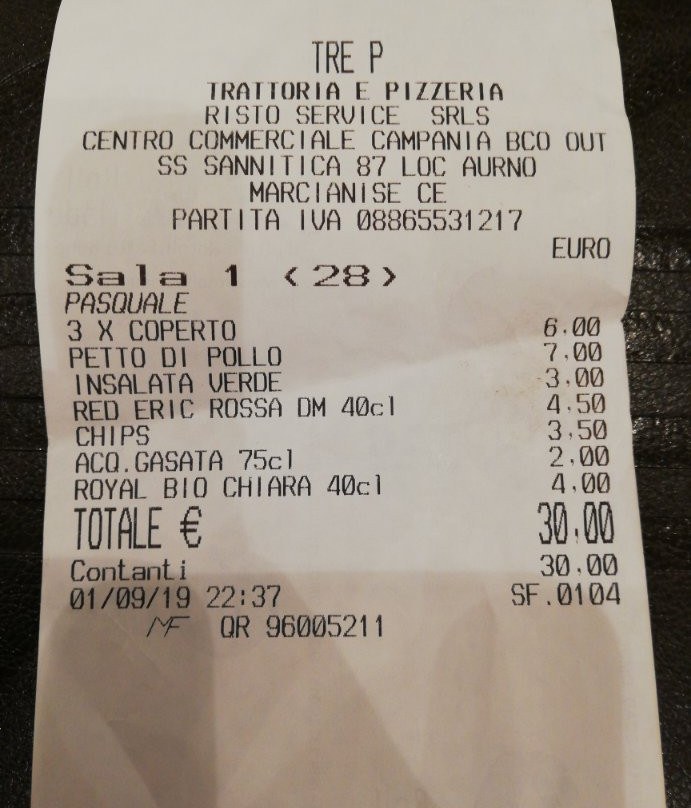 TRE P
TRATTORIA E PIZZERIA
RISTO SERVICE SRLS
CENTRO COMMERCIALE CAMPANIA BCO OUT
SS SANNITICA 87 LOC AURNO
MARCIANISE CE
PARTITA IVA 08865531217
EURO
Sala 1 <28>
PASQUALE
3 X COPERTO 6.00
PETTO DI POLLO 7.00
INSALATA VERDE 3.00
RED ERIC ROSSA DM 40cl 4.50
CHIPS 3.50
ACQ.GASATA 75cl 2.00
ROYAL BIO CHIARA 40cl 4.00
TOTALE € 30.00
Contanti 30.00
01/09/19 22:37 SF.0104
MF QR 96005211